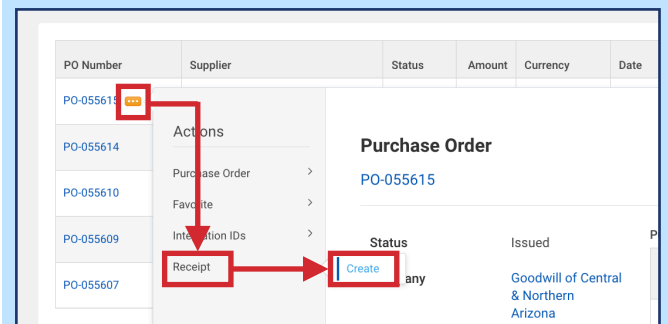 PO Number Supplier Status Amount Currency Date
PO-055615
Actions
PO-055614
Purchase Order
PO-055615
Purchase Order
PO-055610
Favorite
PO-055609
Integration IDs
Status Issued
Receipt
Create
Goodwill of Central
PO-055607
& Northern
Arizona